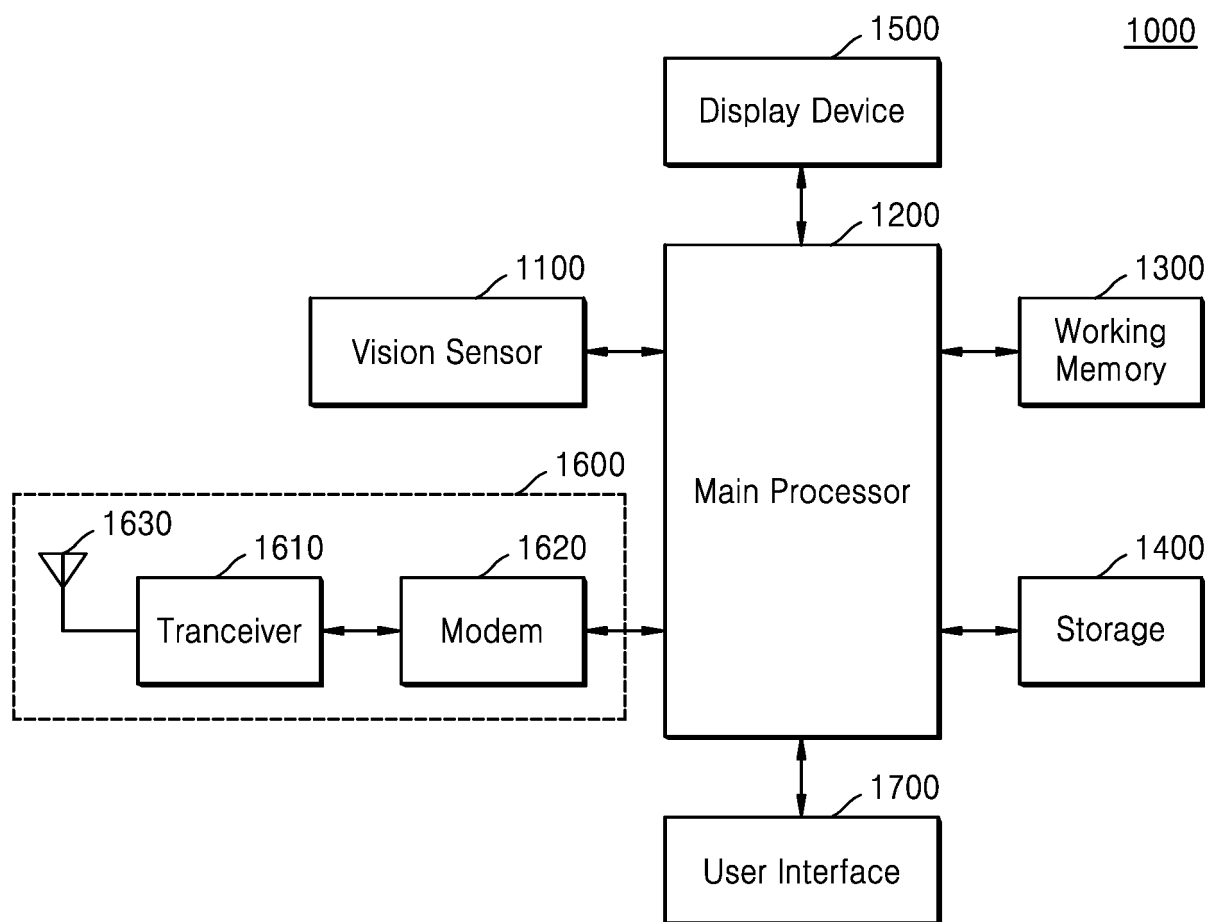 1000
1500
Display Device
1200
Main Processor
1100
Vision Sensor
1300
Working
Memory
1600
1630
1610
Tranceiver
1620
Modem
1400
Storage
1700
User Interface